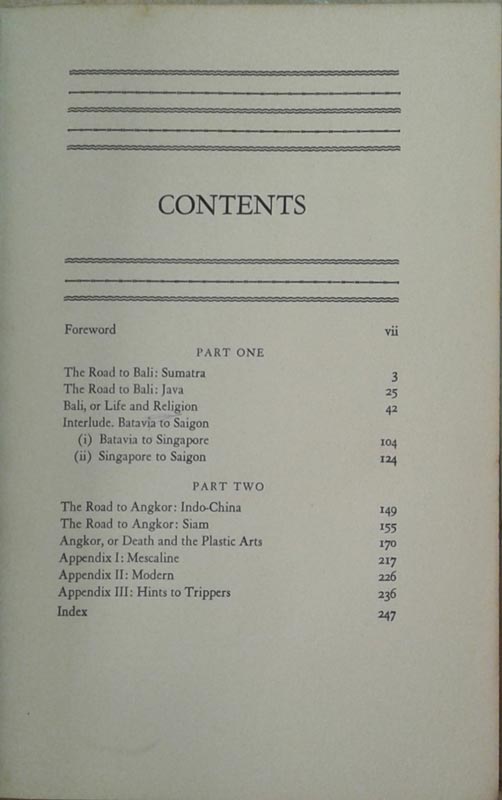 CONTENTS
Foreword vii
PART ONE
The Road to Bali: Sumatra 3
The Road to Bali: Java 25
Bali, or Life and Religion 42
Interlude. Batavia to Saigon
(i) Batavia to Singapore 104
(ii) Singapore to Saigon 124
PART TWO
The Road to Angkor: Indo-China 149
The Road to Angkor: Siam 155
Angkor, or Death and the Plastic Arts 170
Appendix I: Mescaline 217
Appendix II: Modern 226
Appendix III: Hints to Trippers 236
Index 247